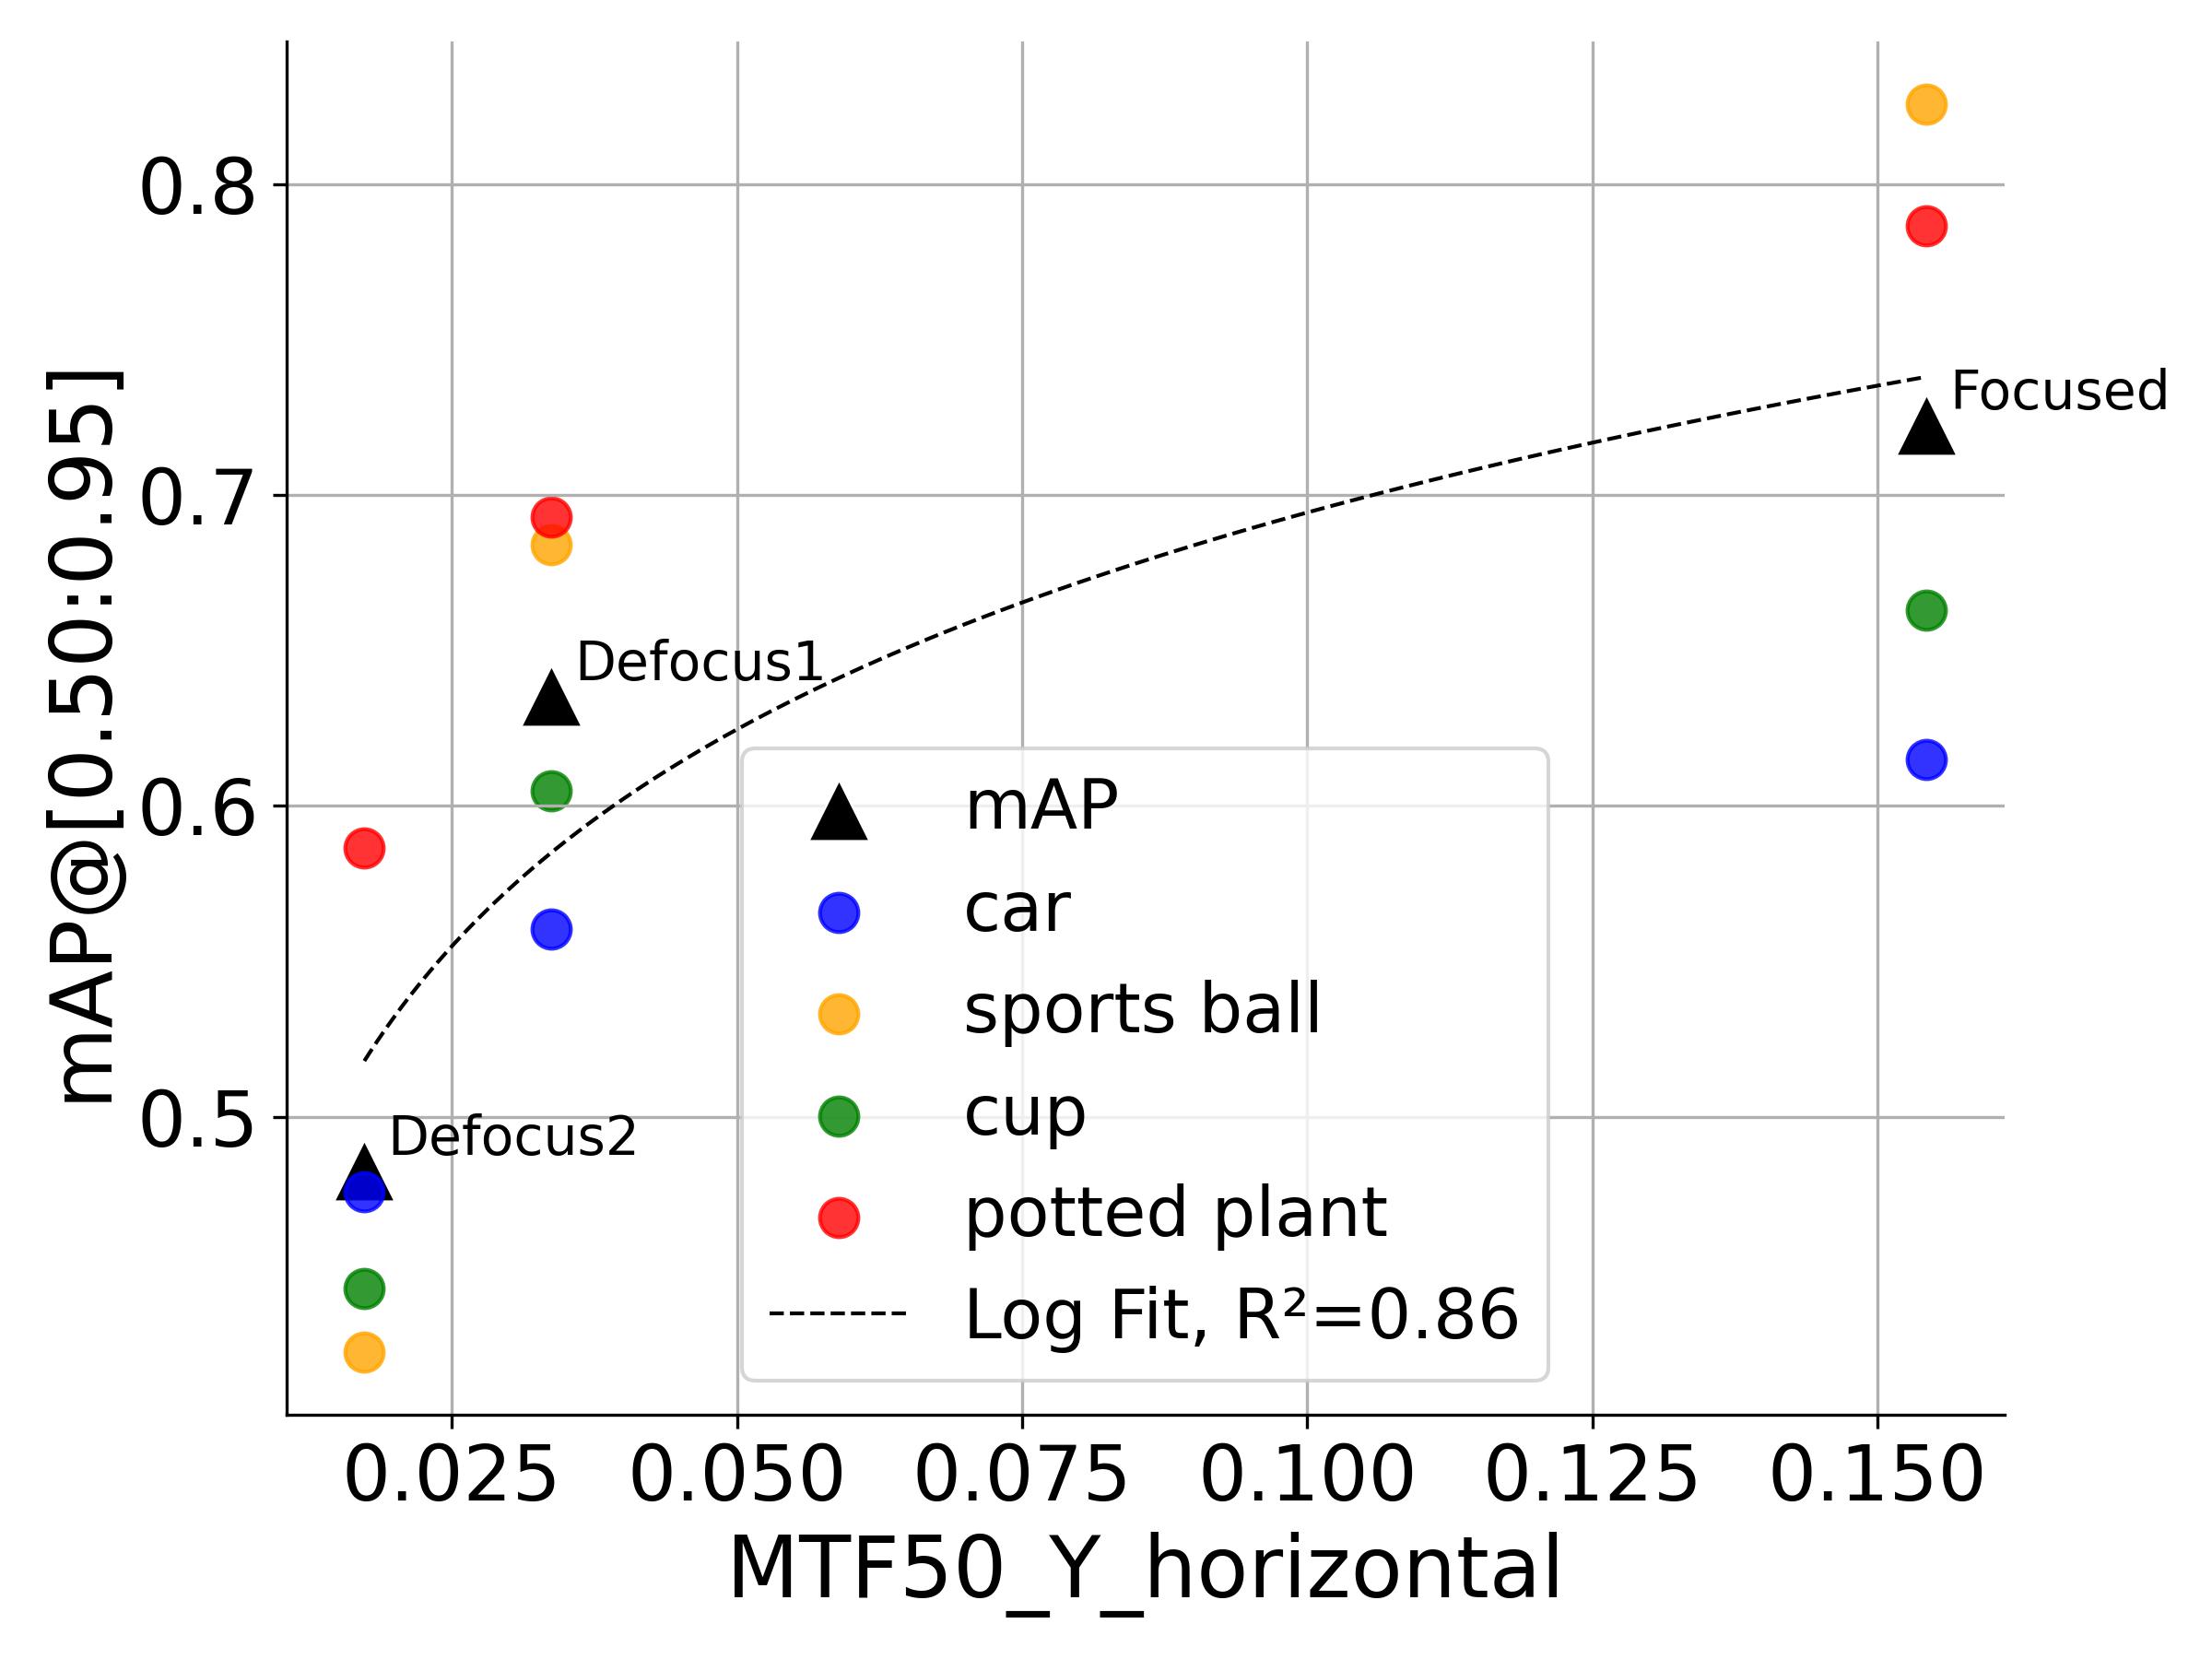 0.8
0.7
0.6
0.5
mAP@[0.50:0.95]
Focused
Defocus1
Defocus2
mAP
car
sports ball
cup
potted plant
Log Fit, R²=0.86
0.025 0.050 0.075 0.100 0.125 0.150
MTF50_Y_horizontal